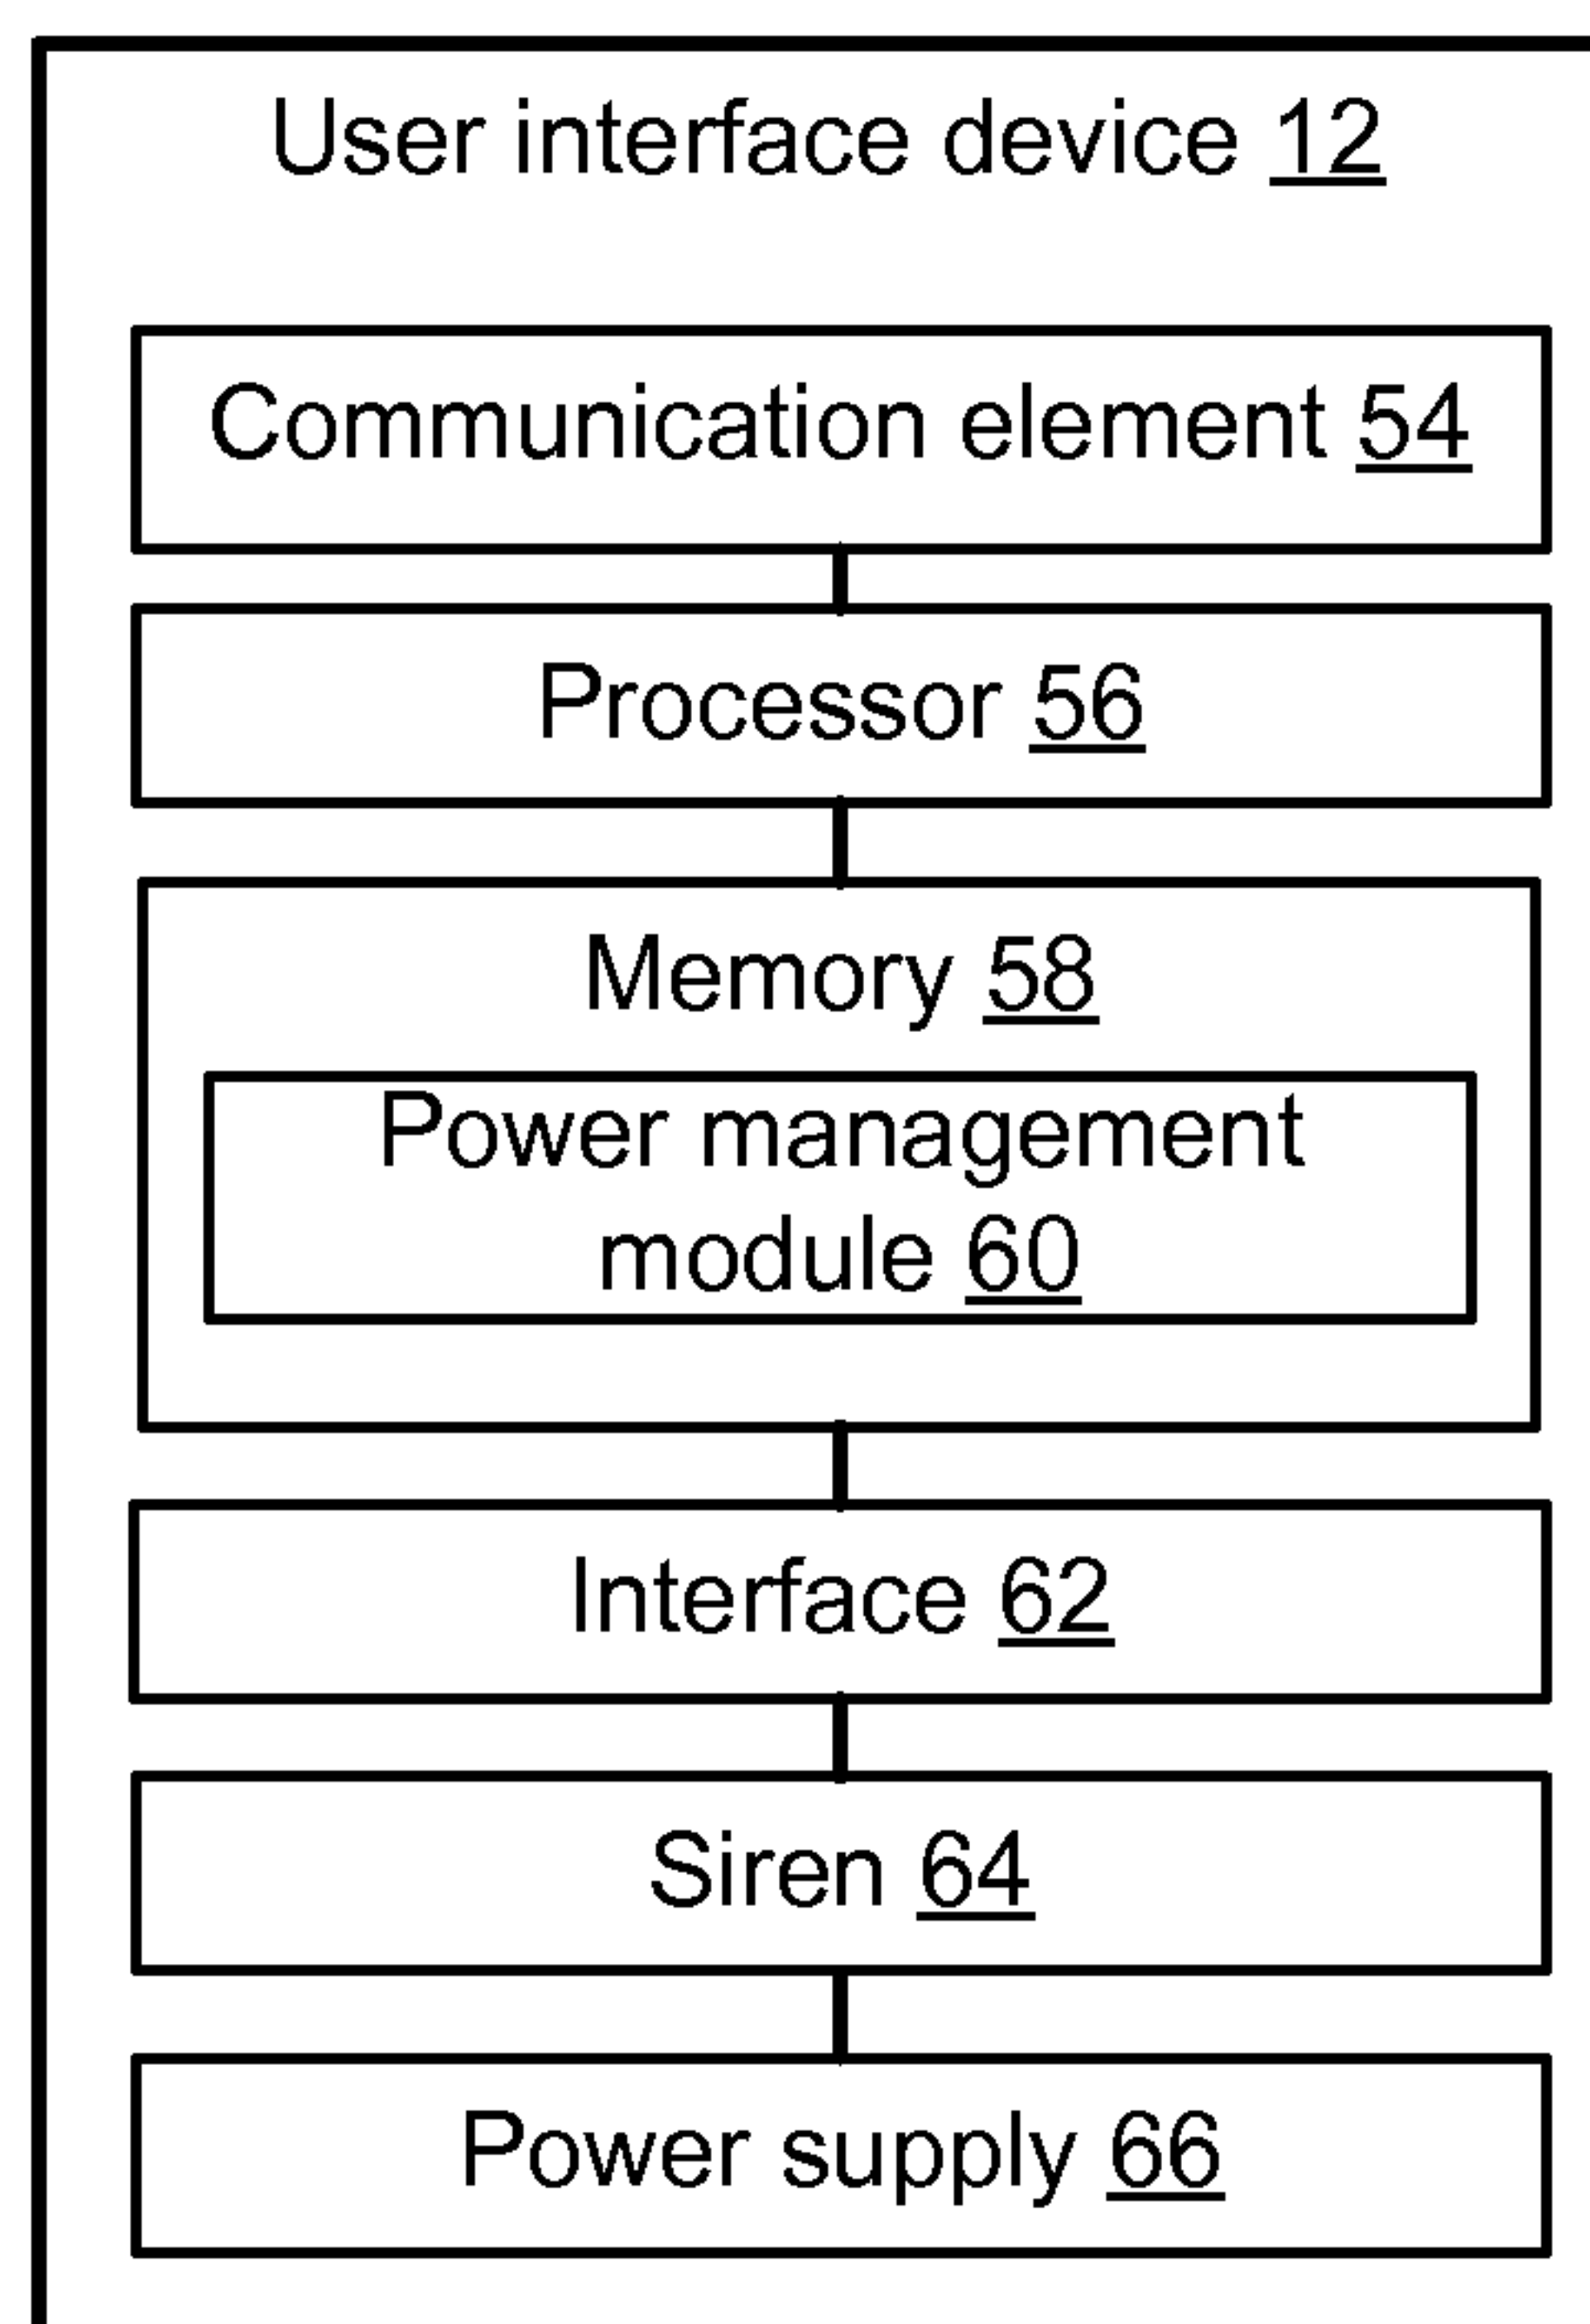 User interface device 12
Communication element 54
Processor 56
Memory 58
Power management
module 60
Interface 62
Siren 64
Power supply 66